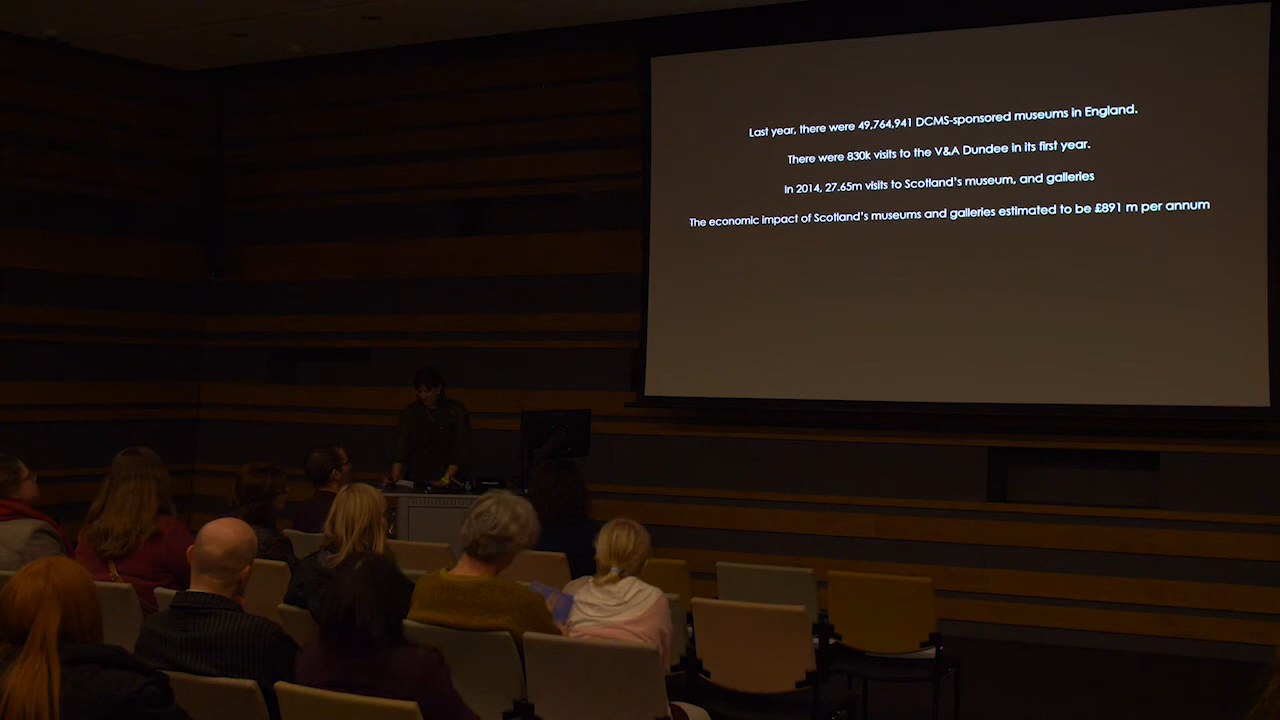 Last year, there were 49,764,941 DCMS-sponsored museums in England.
There were 830k visits to the V&A Dundee in its first year.
In 2014, 27.65m visits to Scotland's museum, and galleries
The economic impact of Scotland's museums and galleries estimated to be £891 m per annum